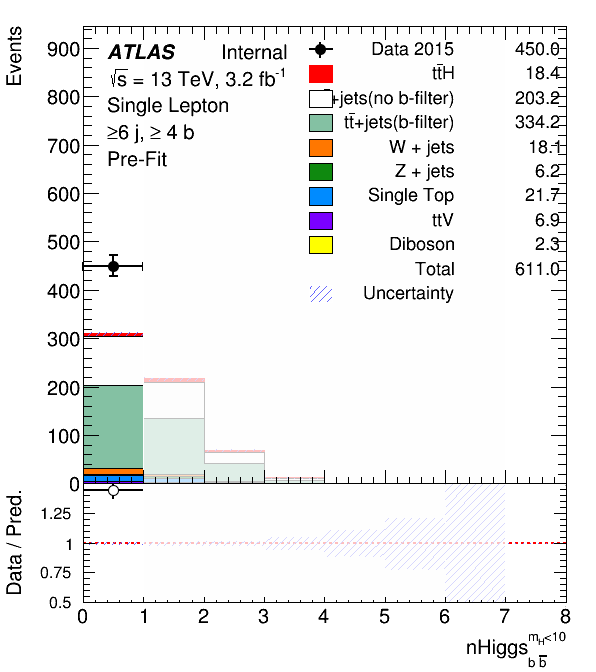 Events
900
800
700
600
500
400
300
200
100
0
ATLAS Internal
√s = 13 TeV, 3.2 fb-1
Single Lepton
≥6 j, ≥ 4 b
Pre-Fit
Data 2015 450.0
tt̄H 18.4
+jets(no b-filter) 203.2
tt̄+jets(b-filter) 334.2
W + jets 18.1
Z + jets 6.2
Single Top 21.7
ttV 6.9
Diboson 2.3
Total 611.0
Uncertainty
Data / Pred.
1.25
1
0.75
0.5
0 1 2 3 4 5 6 7 8
nHiggs m_H<10 b b̄